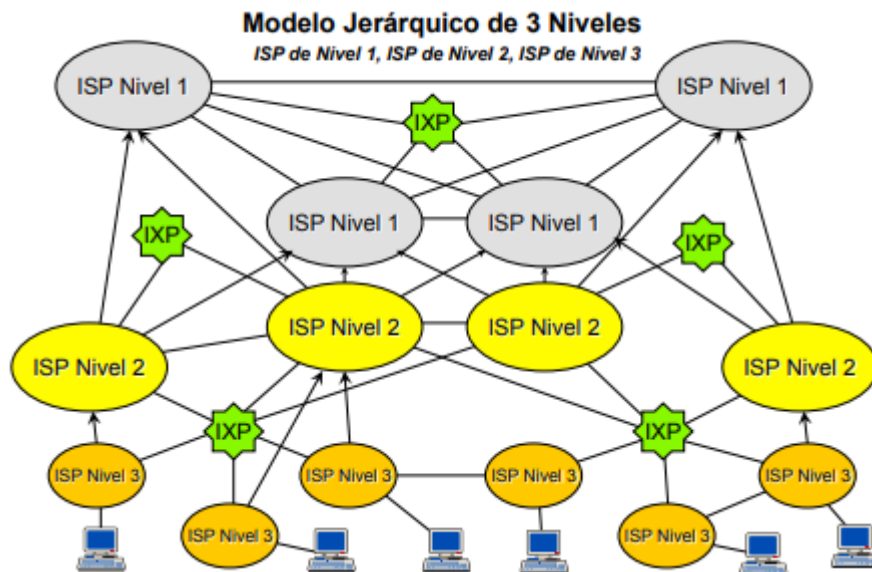 Modelo Jerárquico de 3 Niveles
ISP de Nivel 1, ISP de Nivel 2, ISP de Nivel 3
ISP Nivel 1
ISP Nivel 1
IXP
ISP Nivel 1
ISP Nivel 1
IXP
IXP
ISP Nivel 2
ISP Nivel 2
ISP Nivel 2
ISP Nivel 2
IXP
IXP
ISP Nivel 3
ISP Nivel 3
ISP Nivel 3
ISP Nivel 3
ISP Nivel 3
ISP Nivel 3